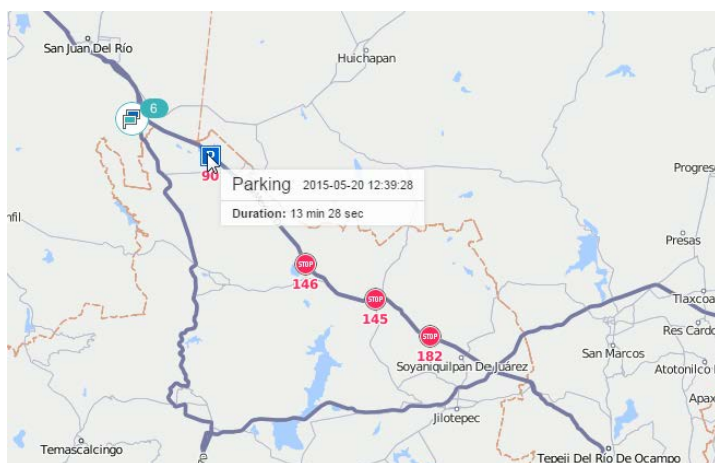 San Juan Del Río
Huichapan
6
90
Parking 2015-05-20 12:39:28
Duration: 13 min 28 sec
Progres
nfil
Presas
STOP
146
STOP
145
Tlaxcoa
STOP
182
Res Cardo
San Marcos
Soyaniquilpan De Juárez
Atotonilco
Apax
Jilotepec
Temascalcingo
Tepeji Del Río De Ocampo